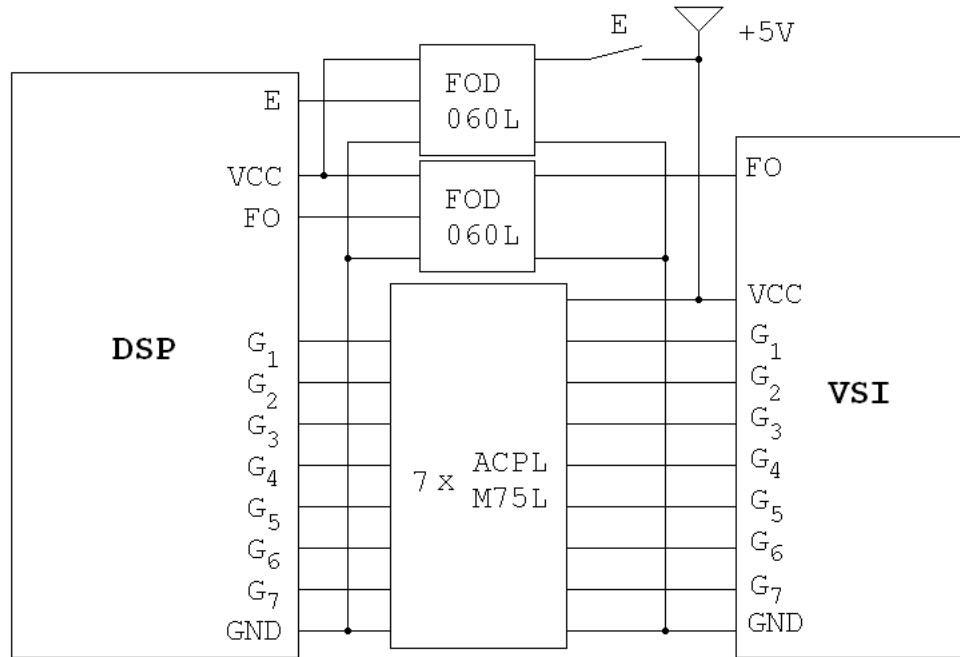 E
+5V
E
VCC
FO
FOD
060L
FOD
060L
FO
VCC
DSP
G1
G2
G3
G4
G5
G6
G7
GND
7 x
ACPL
M75L
G1
G2
G3
G4
G5
G6
G7
GND
VSI